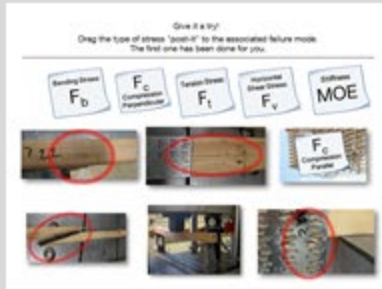 Give it a try!
Drag the type of stress "post-it" to the associated failure mode.
The first one has been done for you.
Bending Stress
Fb
Fc
Compression
Perpendicular
Tension Stress
Ft
Horizontal
Shear Stress
Fv
Stiffness
MOE
Fc
Compression
Parallel